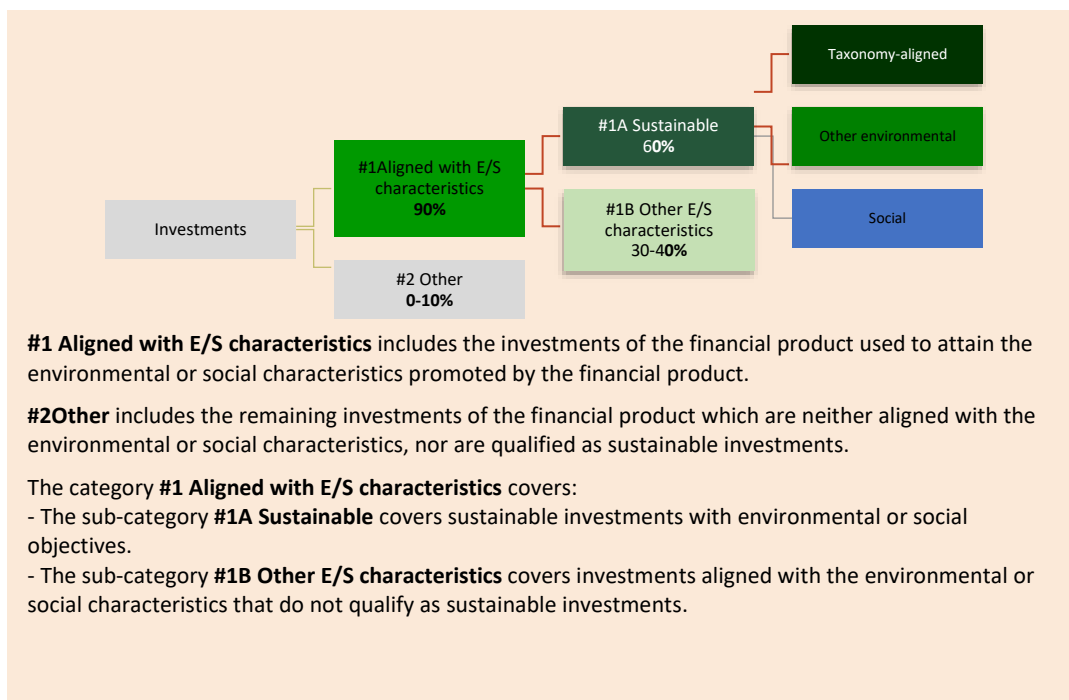 Taxonomy-aligned
#1A Sustainable
60%
Other environmental
#1Aligned with E/S
characteristics
90%
#1B Other E/S
characteristics
30-40%
Social
Investments
#2 Other
0-10%
#1 Aligned with E/S characteristics includes the investments of the financial product used to attain the
environmental or social characteristics promoted by the financial product.
#2Other includes the remaining investments of the financial product which are neither aligned with the
environmental or social characteristics, nor are qualified as sustainable investments.
The category #1 Aligned with E/S characteristics covers:
- The sub-category #1A Sustainable covers sustainable investments with environmental or social
objectives.
- The sub-category #1B Other E/S characteristics covers investments aligned with the environmental or
social characteristics that do not qualify as sustainable investments.